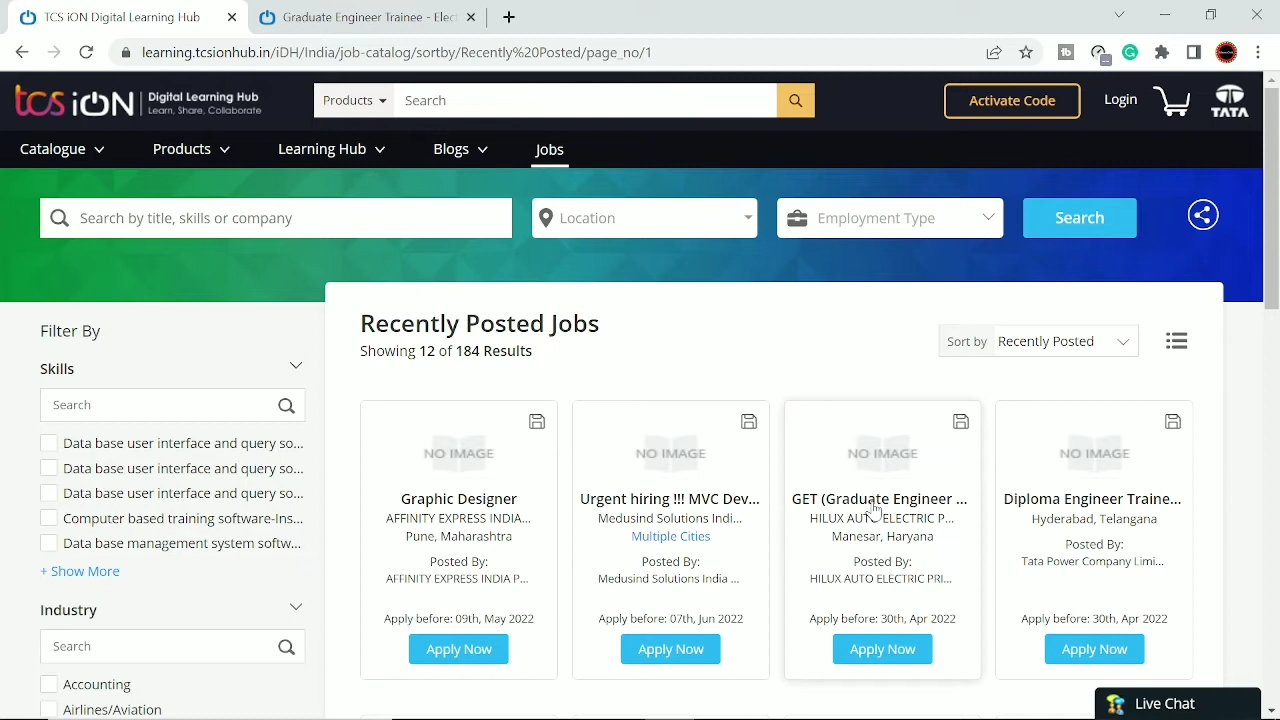 TCS iON Digital Learning Hub
Graduate Engineer Trainee - Elec
learning.tcsionhub.in/iDH/India/job-catalog/sortby/Recently%20Posted/page_no/1
tcs iON
Digital Learning Hub
Learn, Share, Collaborate
Products
Search
Activate Code
Login
TATA
Catalogue
Products
Learning Hub
Blogs
Jobs
Search by title, skills or company
Location
Employment Type
Search
Filter By
Skills
Search
Data base user interface and query so...
Data base user interface and query so...
Data base user interface and query so...
Computer based training software-Ins...
Data base management system softw...
+ Show More
Industry
Search
Accounting
Airlines/Aviation
Recently Posted Jobs
Showing 12 of 184 Results
Sort by
Recently Posted
NO IMAGE
Graphic Designer
AFFINITY EXPRESS INDIA...
Pune, Maharashtra
Posted By:
AFFINITY EXPRESS INDIA P...
Apply before: 09th, May 2022
Apply Now
NO IMAGE
Urgent hiring !!! MVC Dev...
Medusind Solutions Indi...
Multiple Cities
Posted By:
Medusind Solutions India ...
Apply before: 07th, Jun 2022
Apply Now
NO IMAGE
GET (Graduate Engineer ...
HILUX AUTO ELECTRIC P...
Manesar, Haryana
Posted By:
HILUX AUTO ELECTRIC PRI...
Apply before: 30th, Apr 2022
Apply Now
NO IMAGE
Diploma Engineer Traine...
Hyderabad, Telangana
Posted By:
Tata Power Company Limi...
Apply before: 30th, Apr 2022
Apply Now
Live Chat